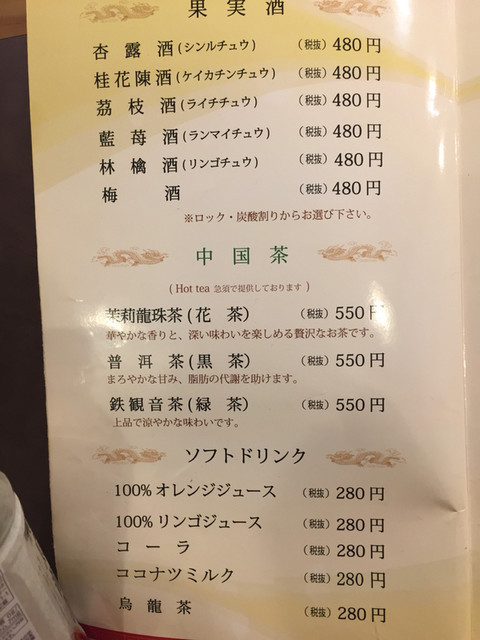 果実酒
杏露酒(シンルチュウ) (税抜) 480円
桂花陳酒(ケイカチンチュウ) (税抜) 480円
茘枝酒(ライチチュウ) (税抜) 480円
藍苺酒(ランマイチュウ) (税抜) 480円
林檎酒(リンゴチュウ) (税抜) 480円
梅酒 (税抜) 480円
※ロック・炭酸割りからお選び下さい。
中国茶
(Hot tea 急須で提供しております)
茉莉龍珠茶(花茶) (税抜) 550円
華やかな香りと、深い味わいを楽しめる贅沢なお茶です。
普洱茶(黒茶) (税抜) 550円
まろやかな甘み、脂肪の代謝を助けます。
鉄観音茶(緑茶) (税抜) 550円
上品で涼やかな味わいです。
ソフトドリンク
100%オレンジジュース (税抜) 280円
100%リンゴジュース (税抜) 280円
コーラ (税抜) 280円
ココナツミルク (税抜) 280円
烏龍茶 (税抜) 280円